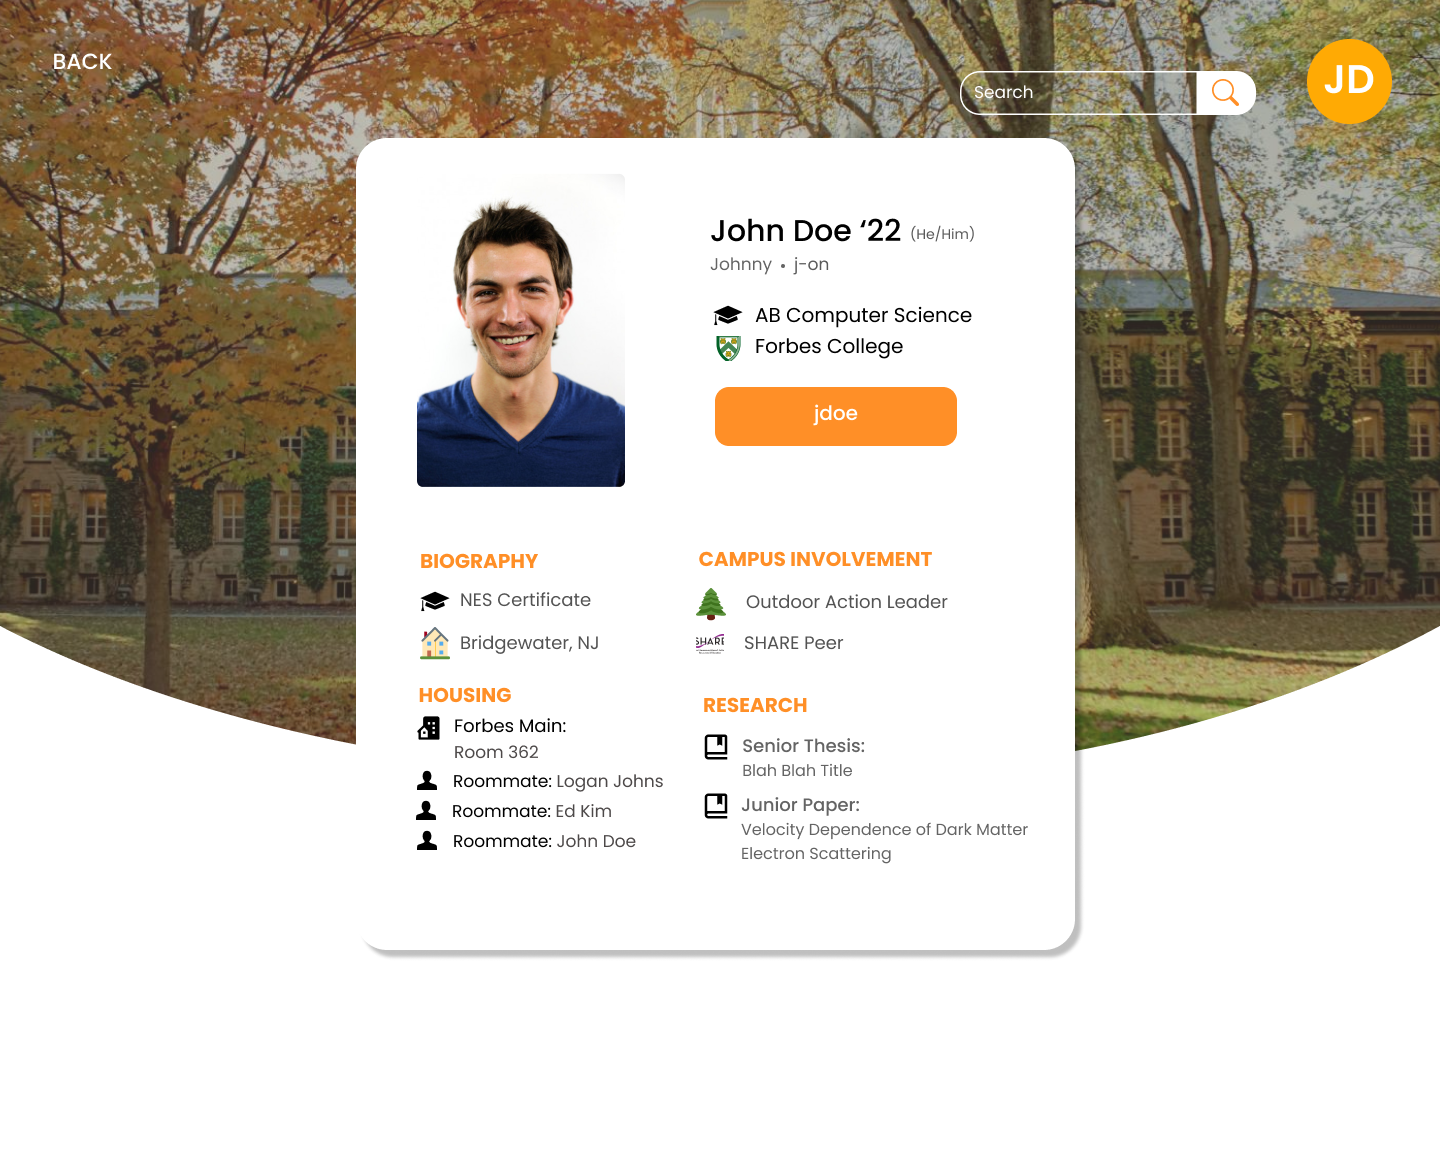 BACK
Search
JD
John Doe ‘22 (He/Him)
Johnny • j-on
AB Computer Science
Forbes College
jdoe
BIOGRAPHY
NES Certificate
Bridgewater, NJ
HOUSING
Forbes Main:
Room 362
Roommate: Logan Johns
Roommate: Ed Kim
Roommate: John Doe
CAMPUS INVOLVEMENT
Outdoor Action Leader
SHARE
SHARE Peer
RESEARCH
Senior Thesis:
Blah Blah Title
Junior Paper:
Velocity Dependence of Dark Matter
Electron Scattering